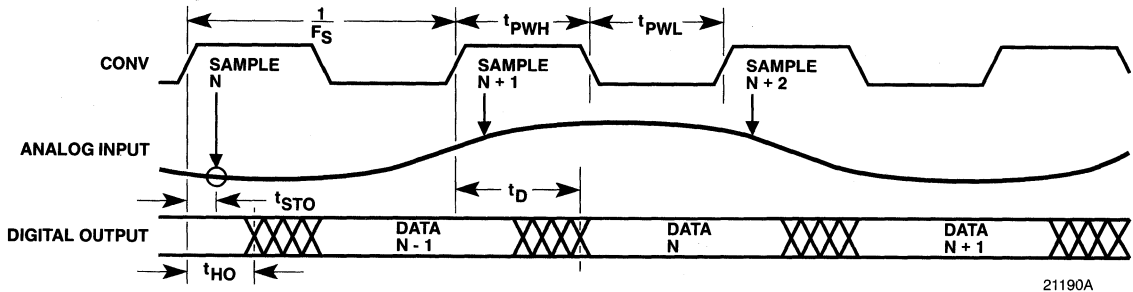 1
F_S
t_PWH
t_PWL
CONV
SAMPLE
N
SAMPLE
N + 1
SAMPLE
N + 2
ANALOG INPUT
t_STO
t_D
DIGITAL OUTPUT
DATA
N - 1
DATA
N
DATA
N + 1
t_HO
21190A